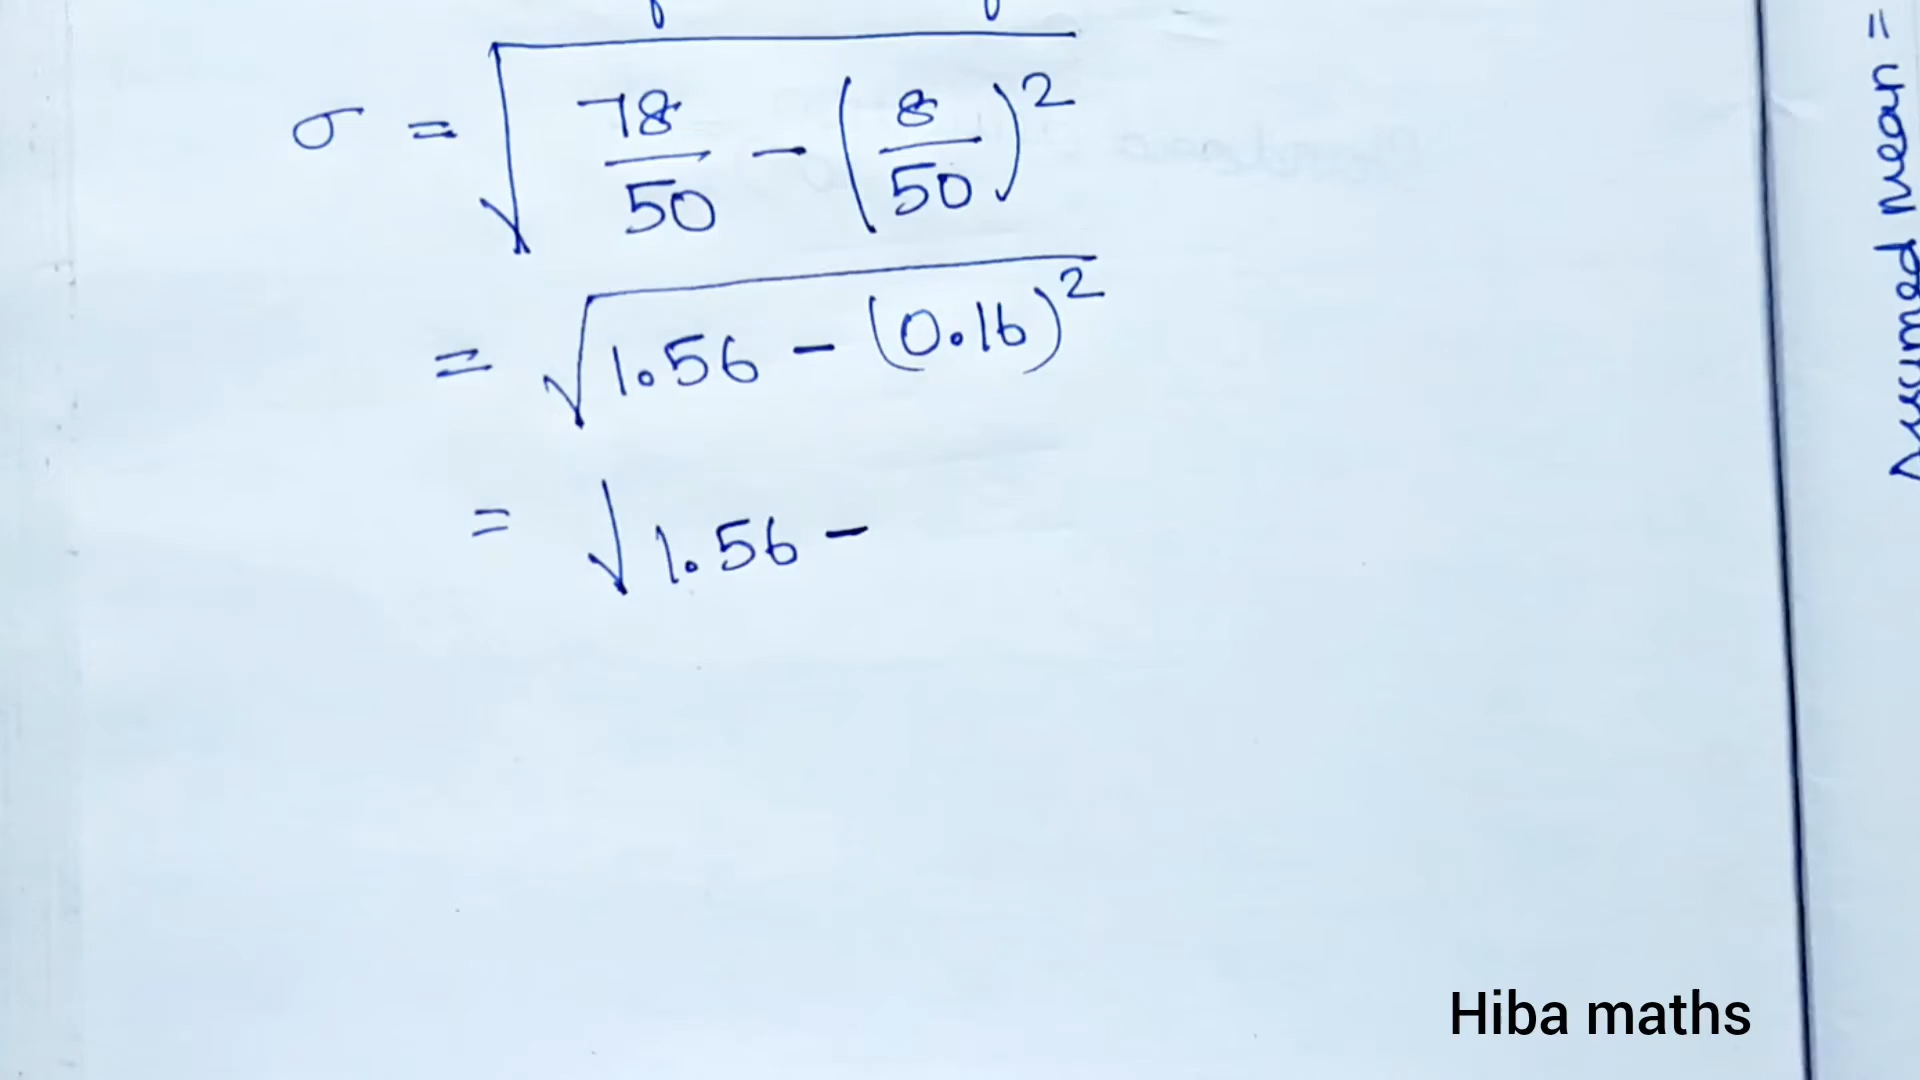 σ = √(78/50 - (8/50)²)
= √(1.56 - (0.16)²)
= √1.56 -
Assumed mean =
Hiba maths